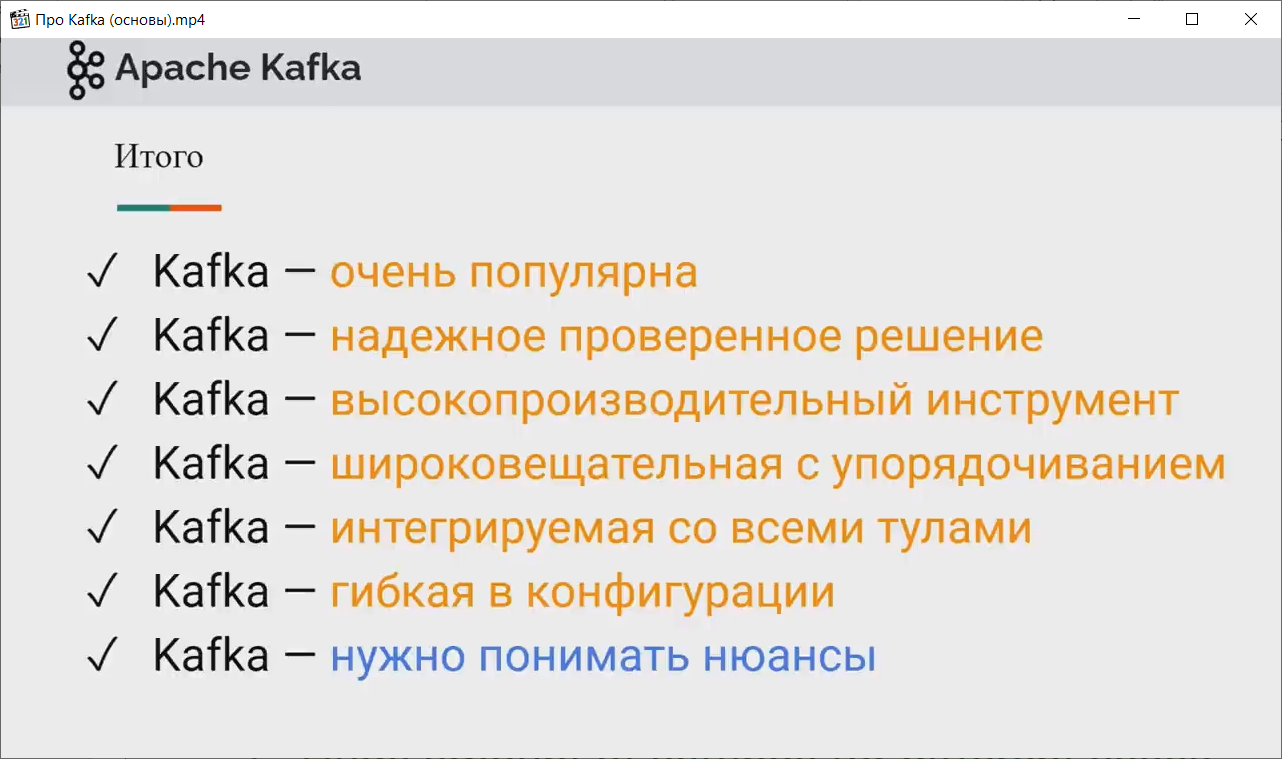 Про Kafka (основы).mp4
Apache Kafka
Итого
✓ Kafka — очень популярна
✓ Kafka — надежное проверенное решение
✓ Kafka — высокопроизводительный инструмент
✓ Kafka — широковещательная с упорядочиванием
✓ Kafka — интегрируемая со всеми тулами
✓ Kafka — гибкая в конфигурации
✓ Kafka — нужно понимать нюансы